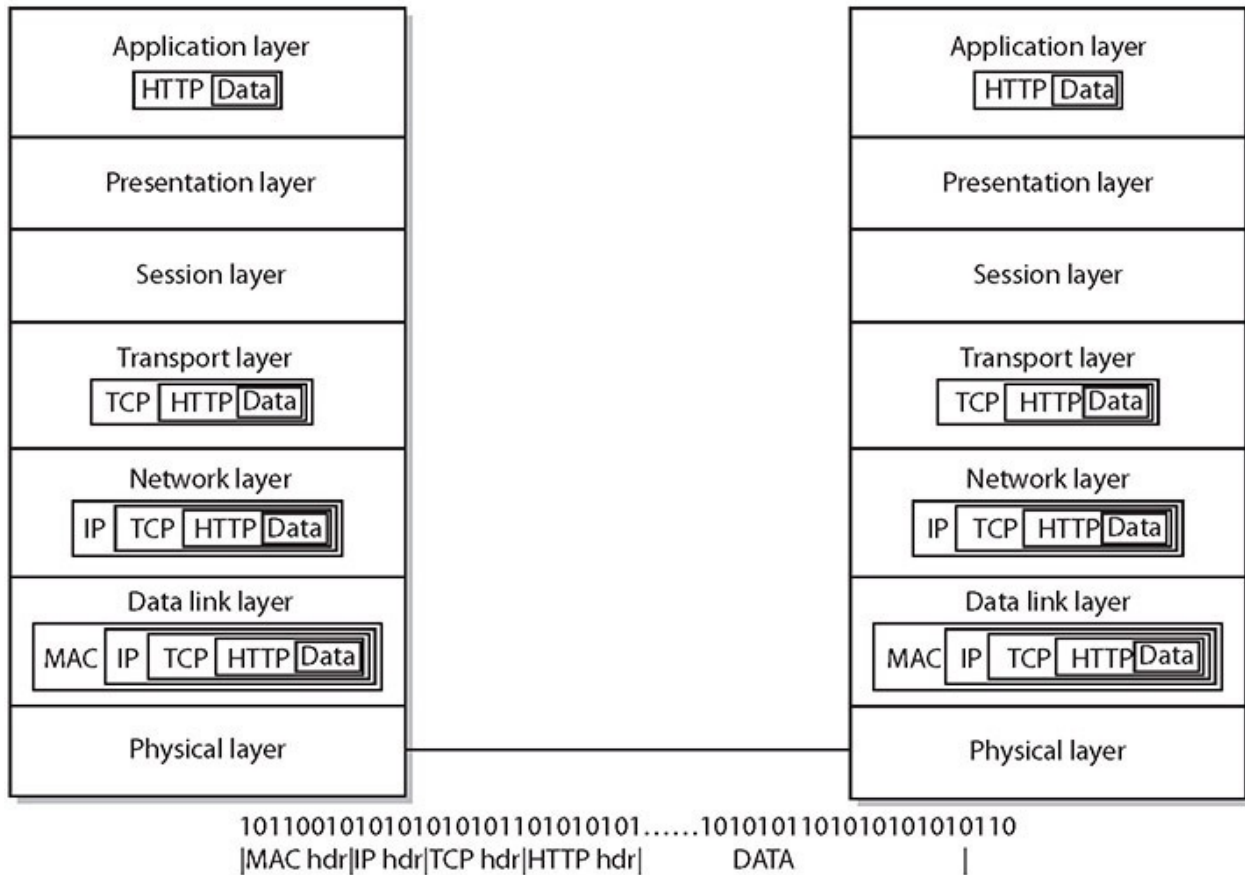 Application layer
HTTP Data
Presentation layer
Session layer
Transport layer
TCP HTTP Data
Network layer
IP TCP HTTP Data
Data link layer
MAC IP TCP HTTP Data
Physical layer
Application layer
HTTP Data
Presentation layer
Session layer
Transport layer
TCP HTTP Data
Network layer
IP TCP HTTP Data
Data link layer
MAC IP TCP HTTP Data
Physical layer
1011001010101010101101010101......1010101101010101010110
|MAC hdr|IP hdr|TCP hdr|HTTP hdr| DATA |